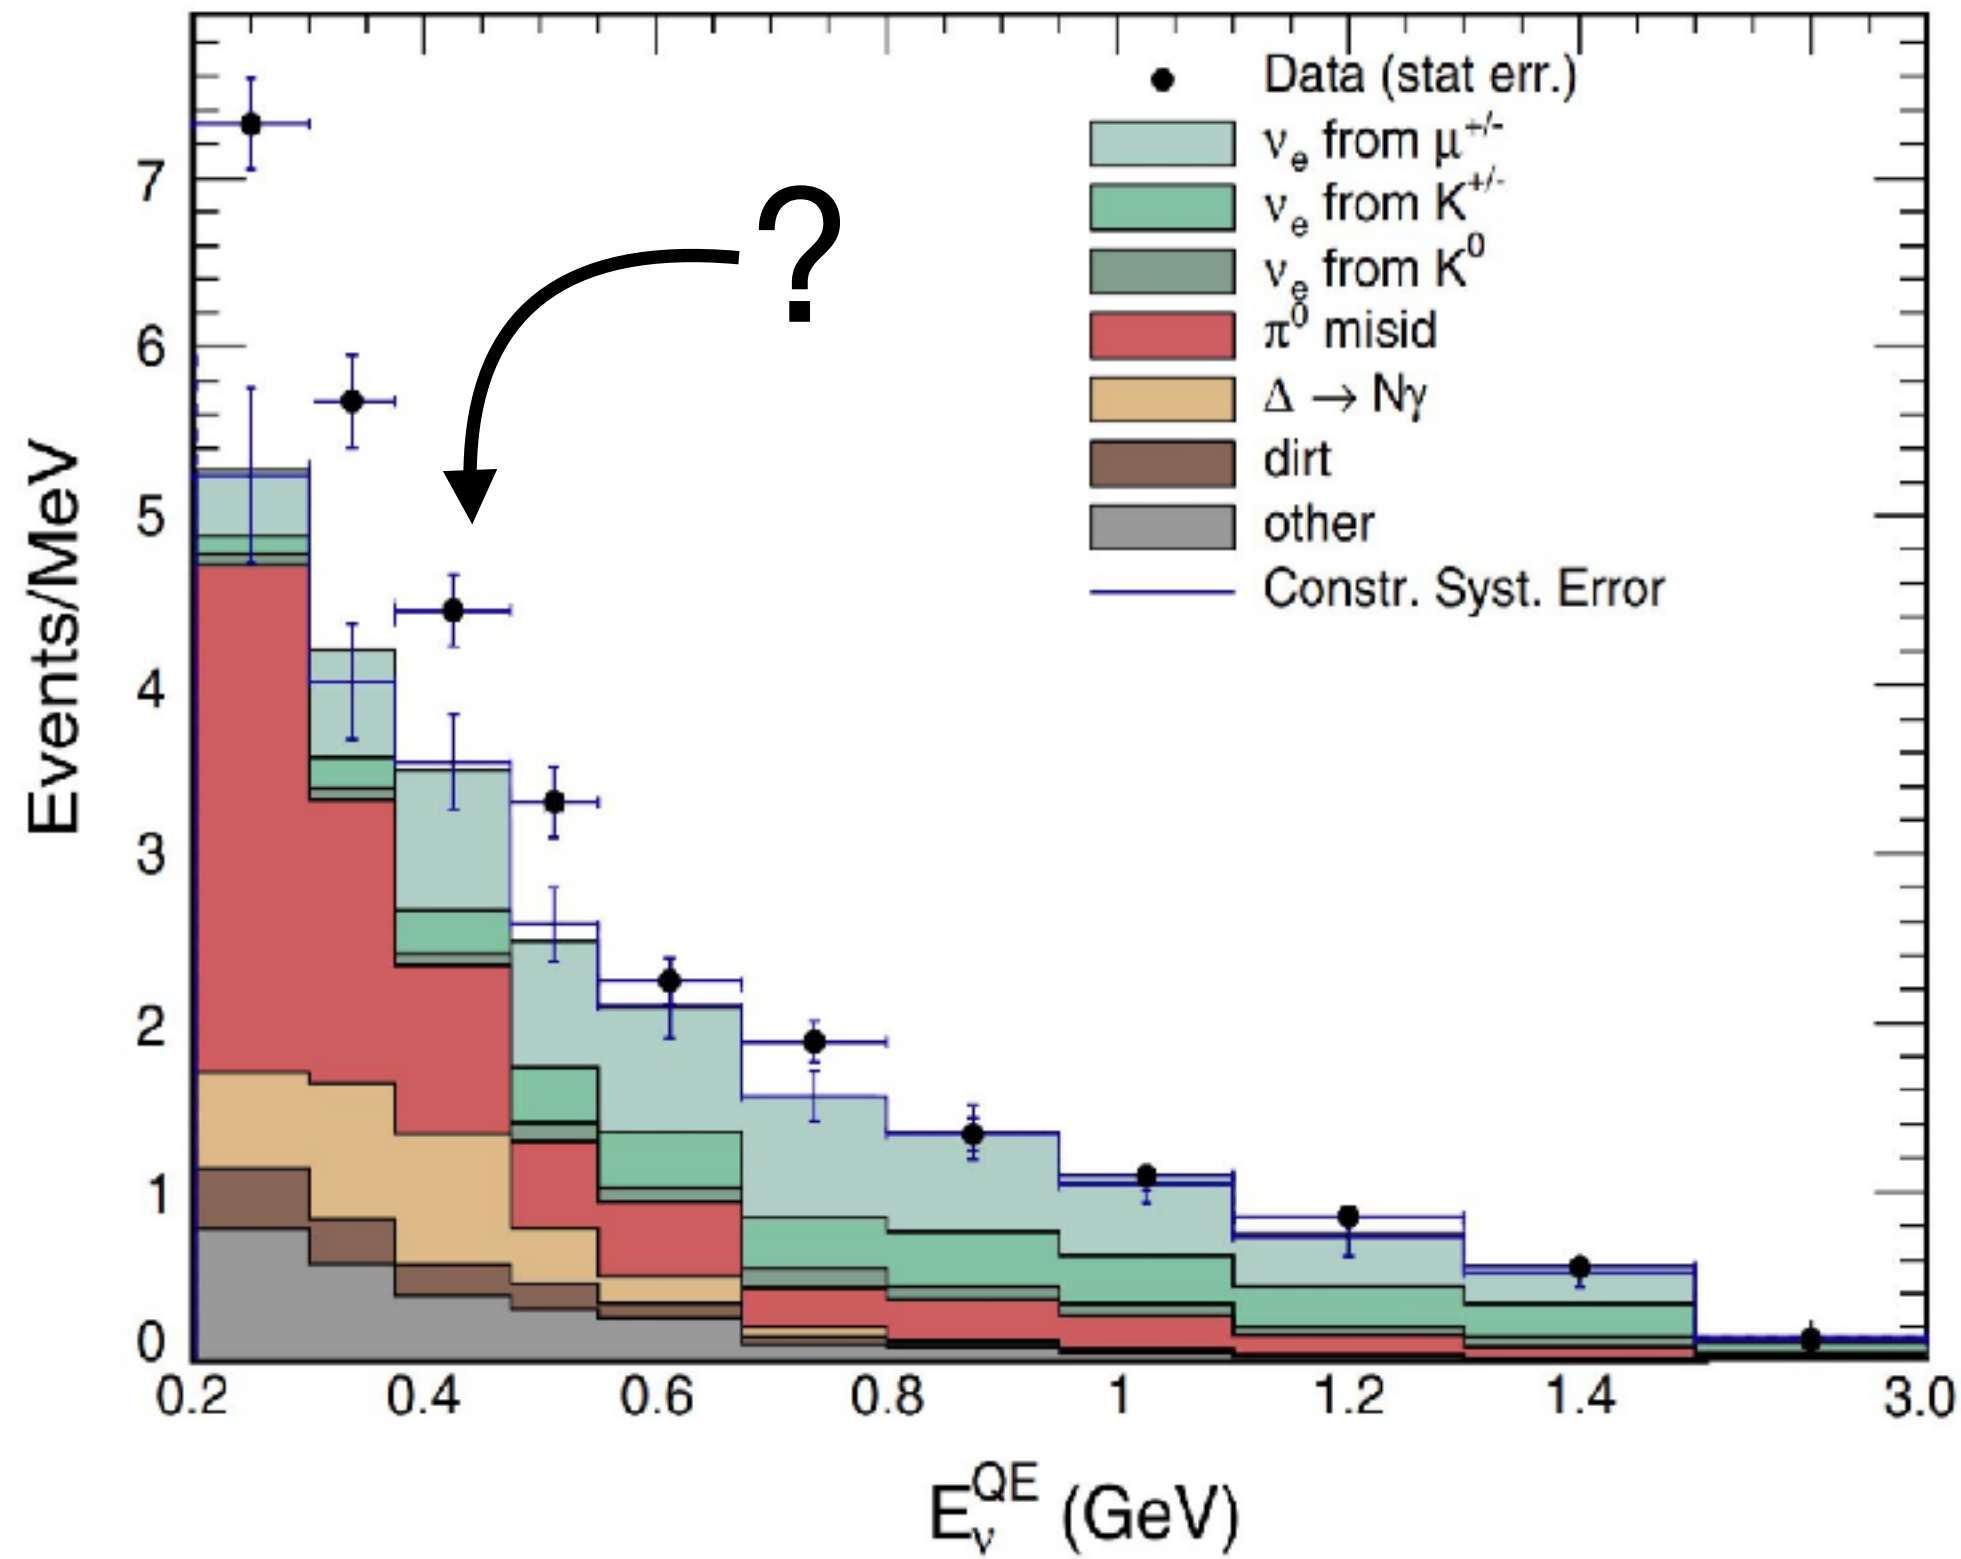 7
6
5
4
3
2
1
0
Events/MeV
?
Data (stat err.)
νe from μ+/-
νe from K+/-
νe from K0
π0 misid
Δ → Nγ
dirt
other
Constr. Syst. Error
0.2 0.4 0.6 0.8 1 1.2 1.4 3.0
EνQE (GeV)